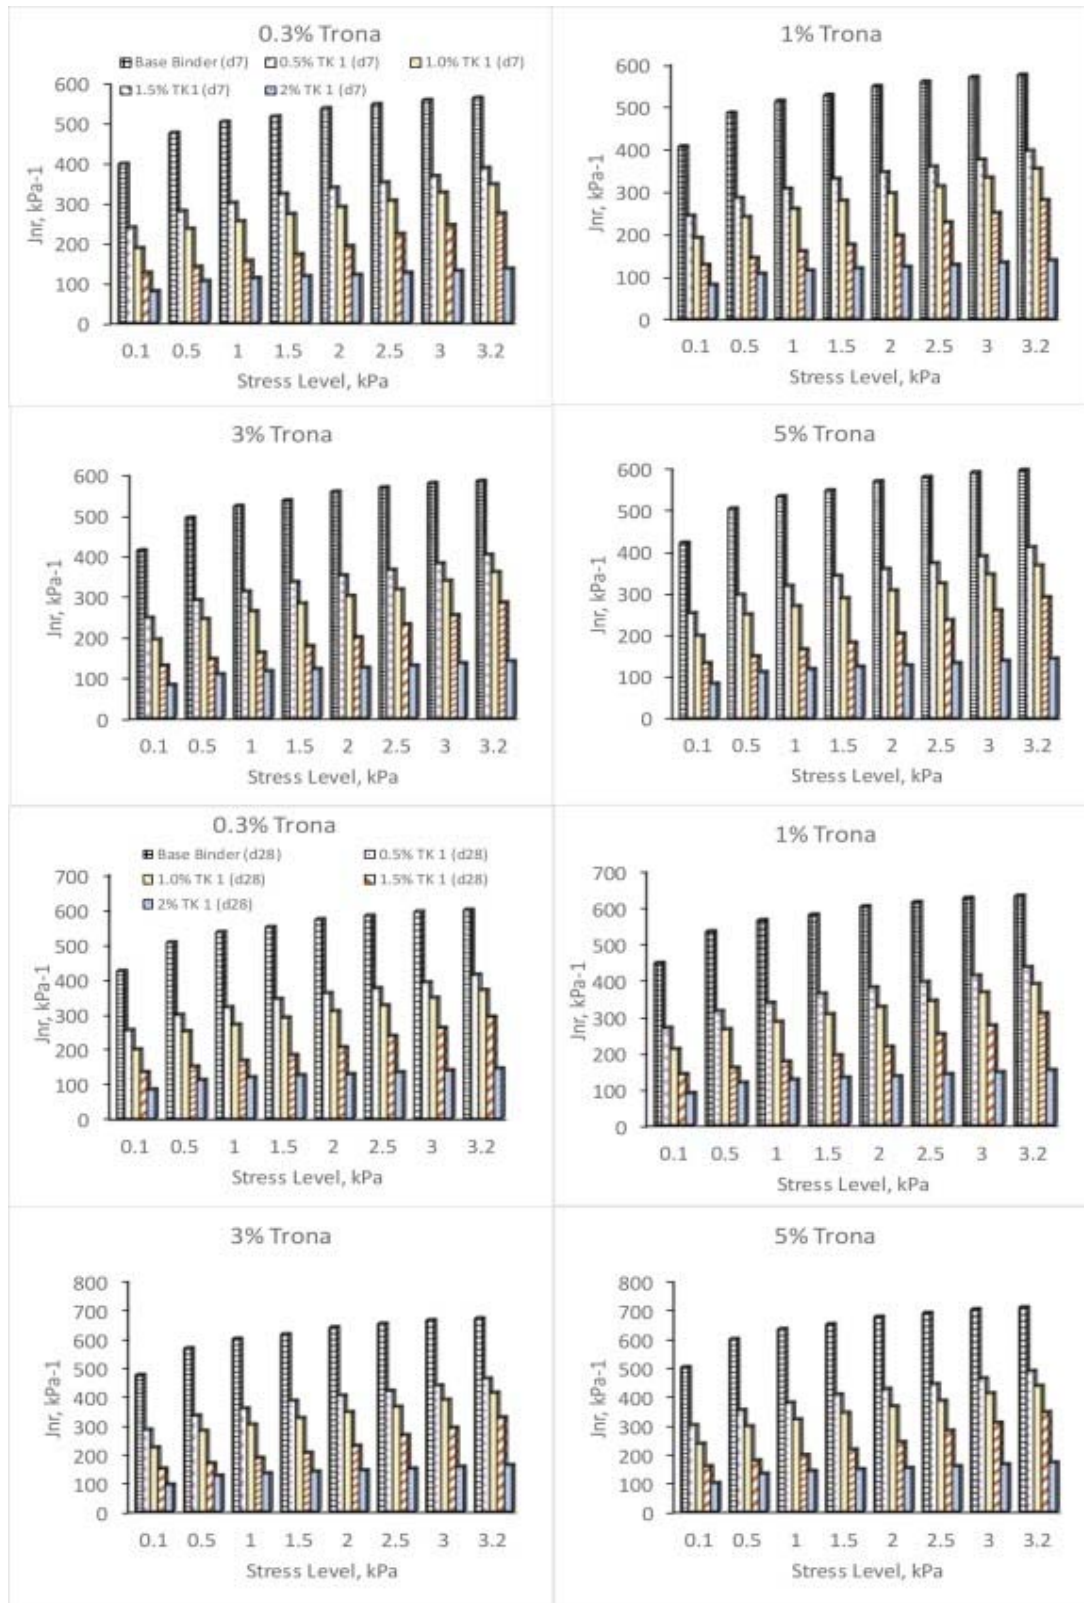 0.3% Trona
Base Binder (d7) 0.5% TK 1 (d7) 1.0% TK 1 (d7)
1.5% TK1 (d7) 2% TK 1 (d7)
600
500
400
300
200
100
0
Jnr, kPa-1
0.1 0.5 1 1.5 2 2.5 3 3.2
Stress Level, kPa
1% Trona
600
500
400
300
200
100
0
Jnr, kPa-1
0.1 0.5 1 1.5 2 2.5 3 3.2
Stress Level, kPa
3% Trona
600
500
400
300
200
100
0
Jnr, kPa-1
0.1 0.5 1 1.5 2 2.5 3 3.2
Stress Level, kPa
5% Trona
600
500
400
300
200
100
0
Jnr, kPa-1
0.1 0.5 1 1.5 2 2.5 3 3.2
Stress Level, kPa
0.3% Trona
Base Binder (d28) 0.5% TK 1 (d28)
1.0% TK 1 (d28) 1.5% TK 1 (d28)
2% TK 1 (d28)
700
600
500
400
300
200
100
0
Jnr, kPa-1
0.1 0.5 1 1.5 2 2.5 3 3.2
Stress Level, kPa
1% Trona
700
600
500
400
300
200
100
0
Jnr, kPa-1
0.1 0.5 1 1.5 2 2.5 3 3.2
Stress Level, kPa
3% Trona
800
700
600
500
400
300
200
100
0
Jnr, kPa-1
0.1 0.5 1 1.5 2 2.5 3 3.2
Stress Level, kPa
5% Trona
800
700
600
500
400
300
200
100
0
Jnr, kPa-1
0.1 0.5 1 1.5 2 2.5 3 3.2
Stress Level, kPa